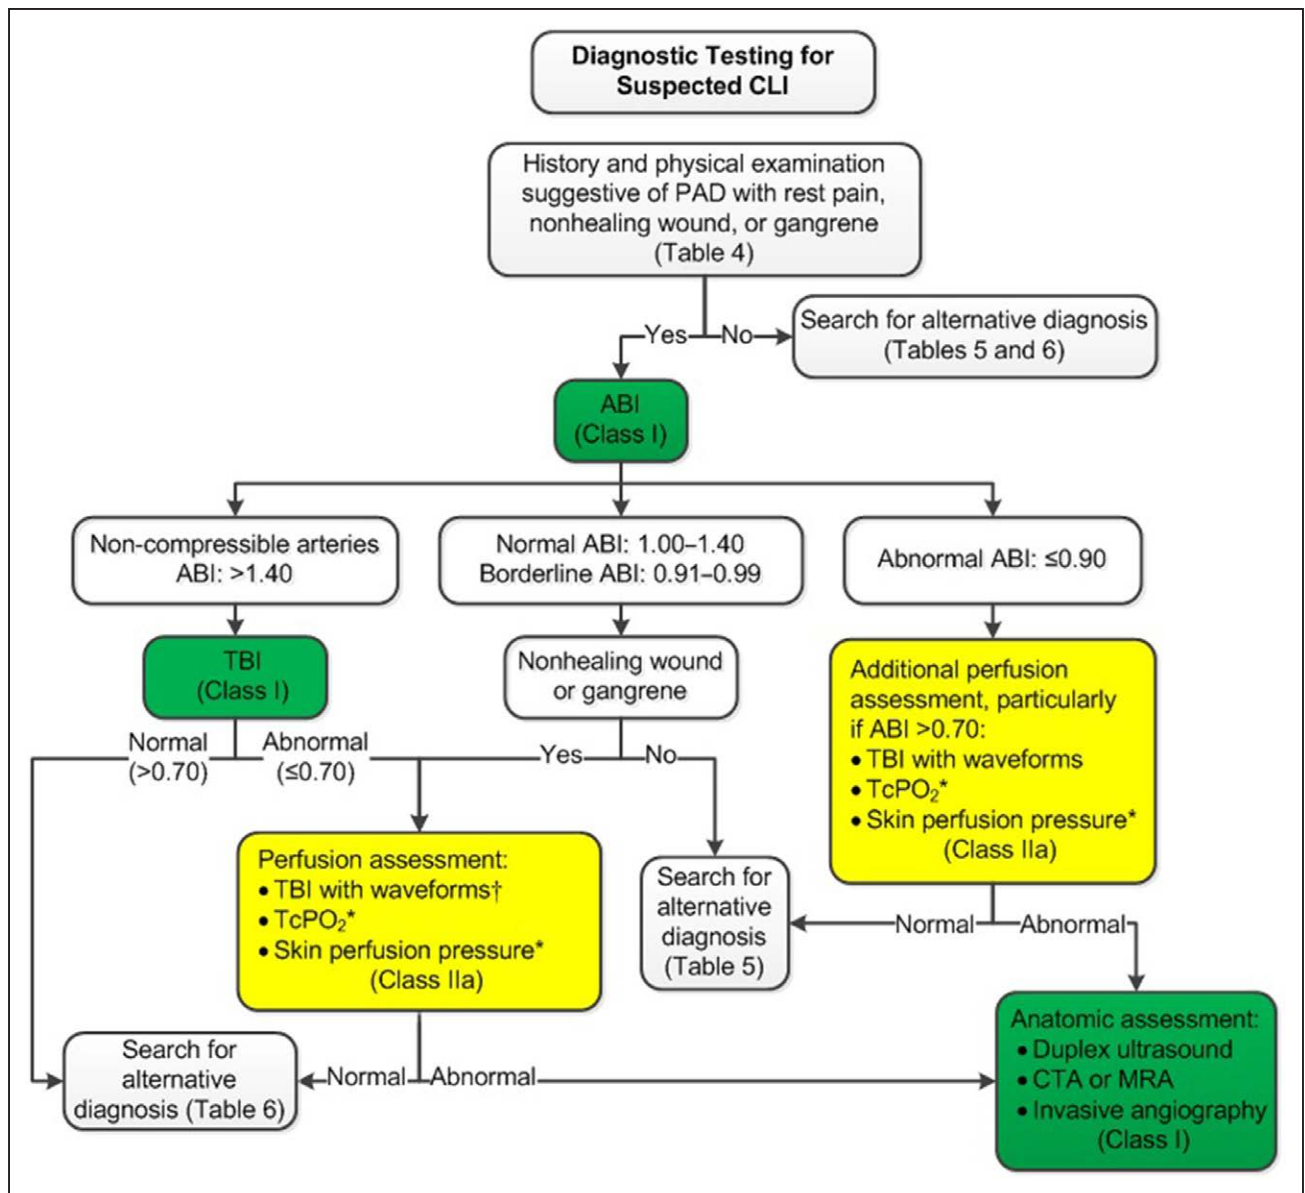 Diagnostic Testing for
Suspected CLI
History and physical examination
suggestive of PAD with rest pain,
nonhealing wound, or gangrene
(Table 4)
Yes
No
Search for alternative diagnosis
(Tables 5 and 6)
ABI
(Class I)
Non-compressible arteries
ABI: >1.40
Normal ABI: 1.00–1.40
Borderline ABI: 0.91–0.99
Abnormal ABI: ≤0.90
TBI
(Class I)
Nonhealing wound
or gangrene
Additional perfusion
assessment, particularly
if ABI >0.70:
• TBI with waveforms
• TcPO₂*
• Skin perfusion pressure*
(Class IIa)
Normal
(>0.70)
Abnormal
(≤0.70)
Yes
No
Perfusion assessment:
• TBI with waveforms†
• TcPO₂*
• Skin perfusion pressure*
(Class IIa)
Search for
alternative
diagnosis
(Table 5)
Normal
Abnormal
Search for
alternative
diagnosis (Table 6)
Normal
Abnormal
Anatomic assessment:
• Duplex ultrasound
• CTA or MRA
• Invasive angiography
(Class I)